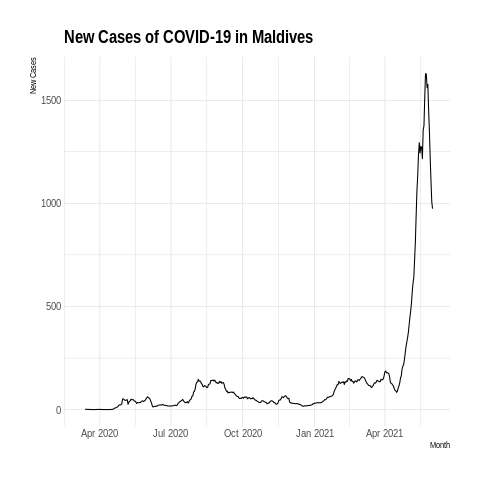 New Cases of COVID-19 in Maldives
New Cases
1500
1000
500
0
Apr 2020 Jul 2020 Oct 2020 Jan 2021 Apr 2021
Month